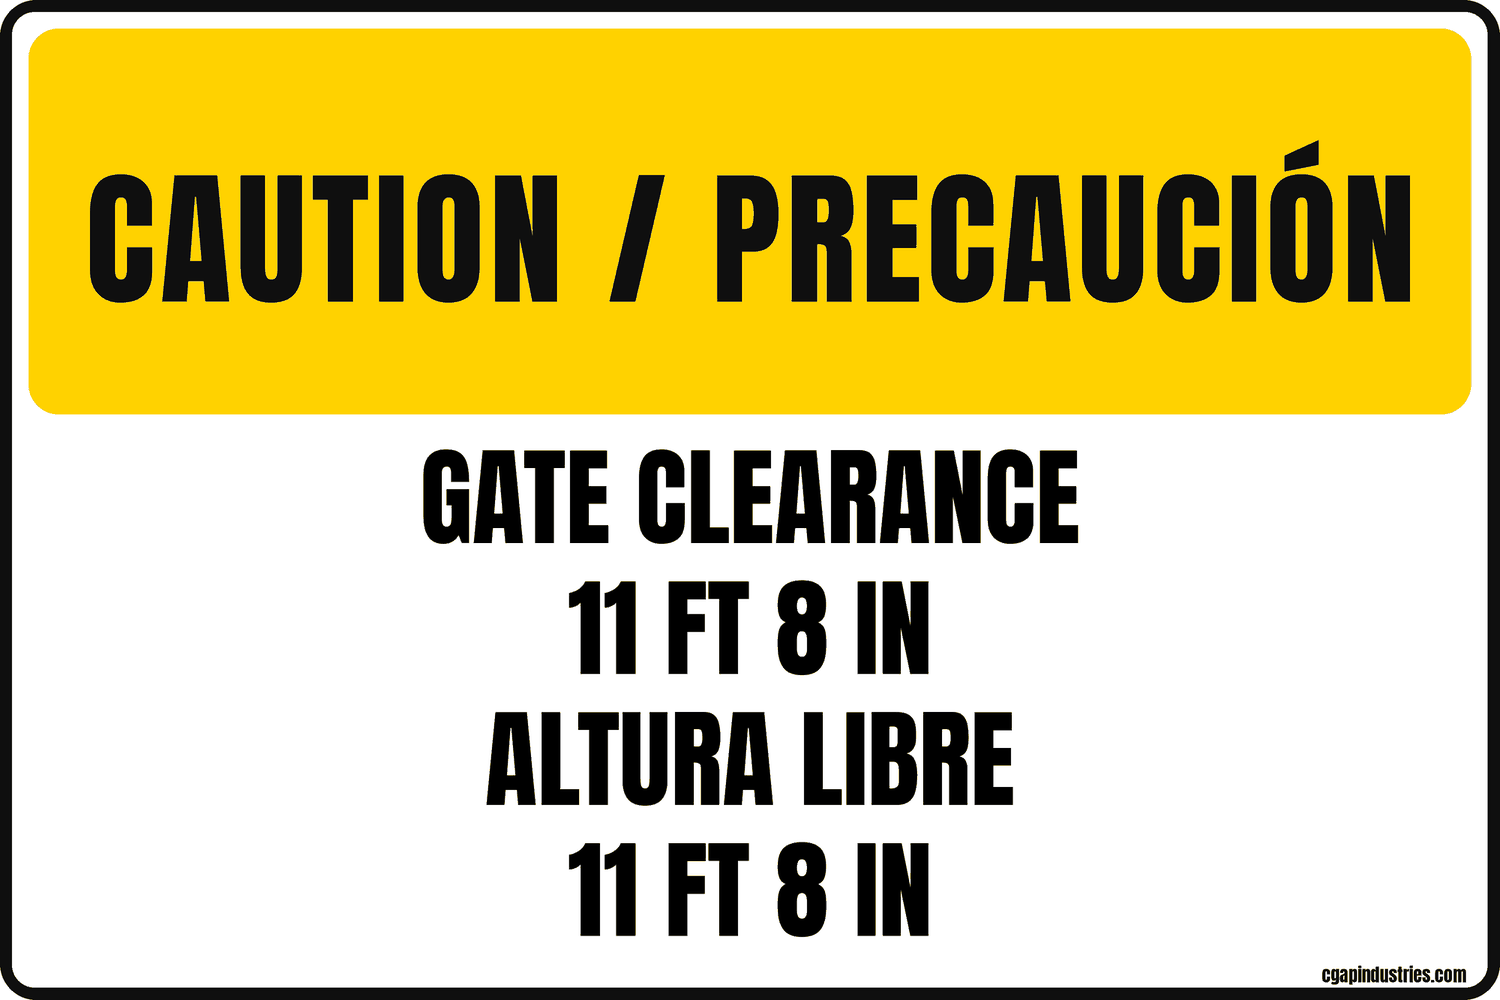 CAUTION / PRECAUCIÓN
GATE CLEARANCE
11 FT 8 IN
ALTURA LIBRE
11 FT 8 IN
cgapindustries.com